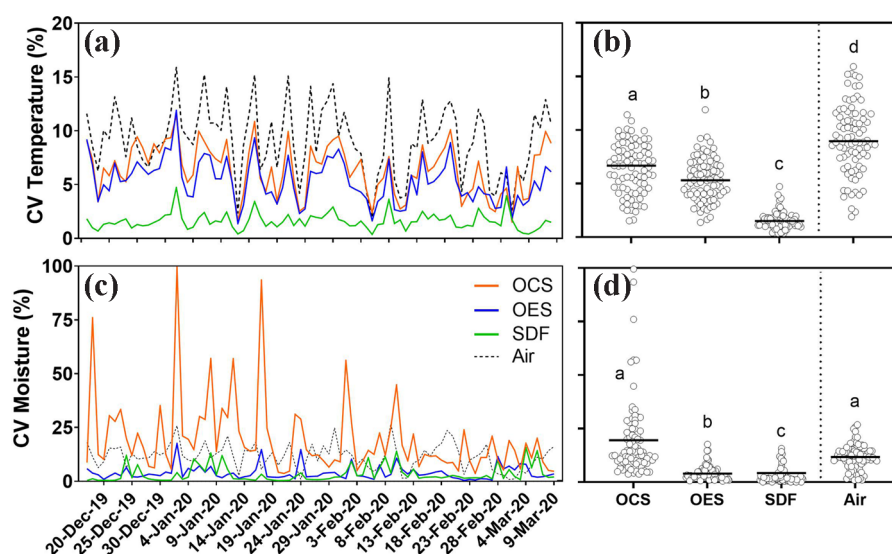 (a)
CV Temperature (%)
20
15
10
5
0
(b)
a
b
c
d
(c)
CV Moisture (%)
100
75
50
25
0
OCS
OES
SDF
Air
20-Dec-19
25-Dec-19
30-Dec-19
4-Jan-20
9-Jan-20
14-Jan-20
19-Jan-20
24-Jan-20
29-Jan-20
3-Feb-20
8-Feb-20
13-Feb-20
18-Feb-20
23-Feb-20
28-Feb-20
4-Mar-20
9-Mar-20
(d)
a
b
c
a
OCS
OES
SDF
Air